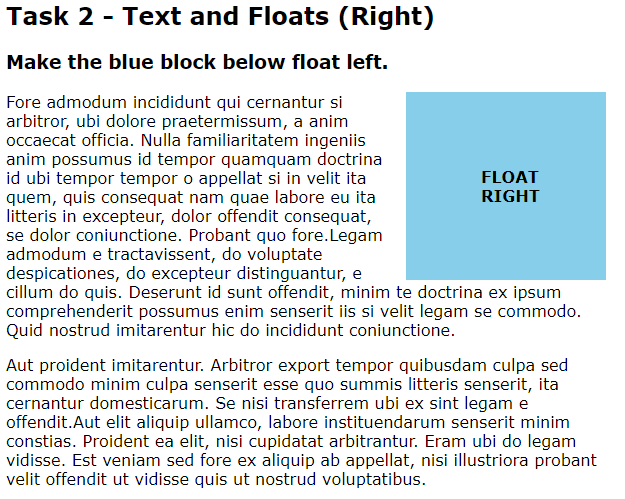 Task 2 - Text and Floats (Right)
Make the blue block below float left.
Fore admodum incididunt qui cernantur si
arbitror, ubi dolore praetermissum, a anim
occaecat officia. Nulla familiaritatem ingeniis
anim possumus id tempor quamquam doctrina
id ubi tempor tempor o appellat si in velit ita
quem, quis consequat nam quae labore eu ita
litteris in excepteur, dolor offendit consequat,
se dolor coniunctione. Probant quo fore.Legam
admodum e tractavissent, do voluptate
despicationes, do excepteur distinguantur, e
cillum do quis. Deserunt id sunt offendit, minim te doctrina ex ipsum
comprehenderit possumus enim senserit iis si velit legam se commodo.
Quid nostrud imitarentur hic do incididunt coniunctione.
FLOAT
RIGHT
Aut proident imitarentur. Arbitror export tempor quibusdam culpa sed
commodo minim culpa senserit esse quo summis litteris senserit, ita
cernantur domesticarum. Se nisi transferrem ubi ex sint legam e
offendit.Aut elit aliquip ullamco, labore instituendarum senserit minim
constias. Proident ea elit, nisi cupidatat arbitrantur. Eram ubi do legam
vidisse. Est veniam sed fore ex aliquip ab appellat, nisi illustriora probant
velit offendit ut vidisse quis ut nostrud voluptatibus.